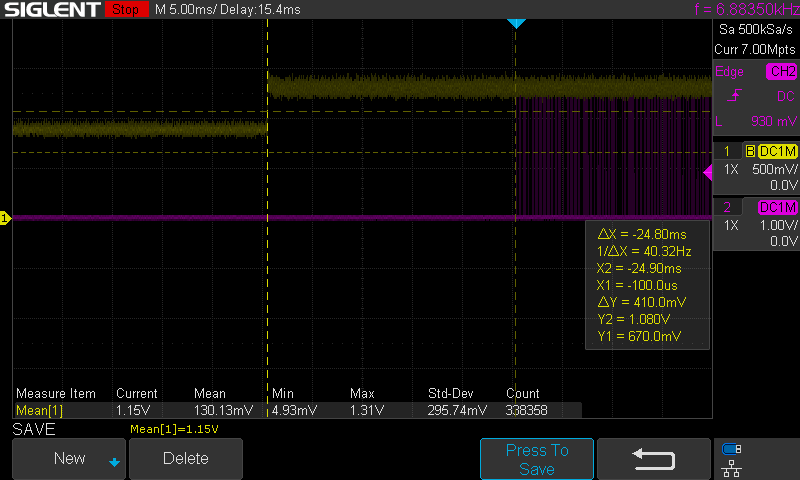 SIGLENT Stop M 5.00ms/ Delay:15.4ms f = 6.88350kHz
Sa 500kSa/s
Curr 7.00Mpts
Edge CH2
DC
L 930 mV
1 B DC1M
1X 500mV/
0.0V
2 DC1M
1X 1.00V/
0.0V
1
ΔX = -24.80ms
1/ΔX = 40.32Hz
X2 = -24.90ms
X1 = -100.0us
ΔY = 410.0mV
Y2 = 1.080V
Y1 = 670.0mV
Measure Item Current Mean Min Max Std-Dev Count
Mean[1] 1.15V 130.13mV 4.93mV 1.31V 295.74mV 338358
SAVE Mean[1]=1.15V
New Delete Press To
Save